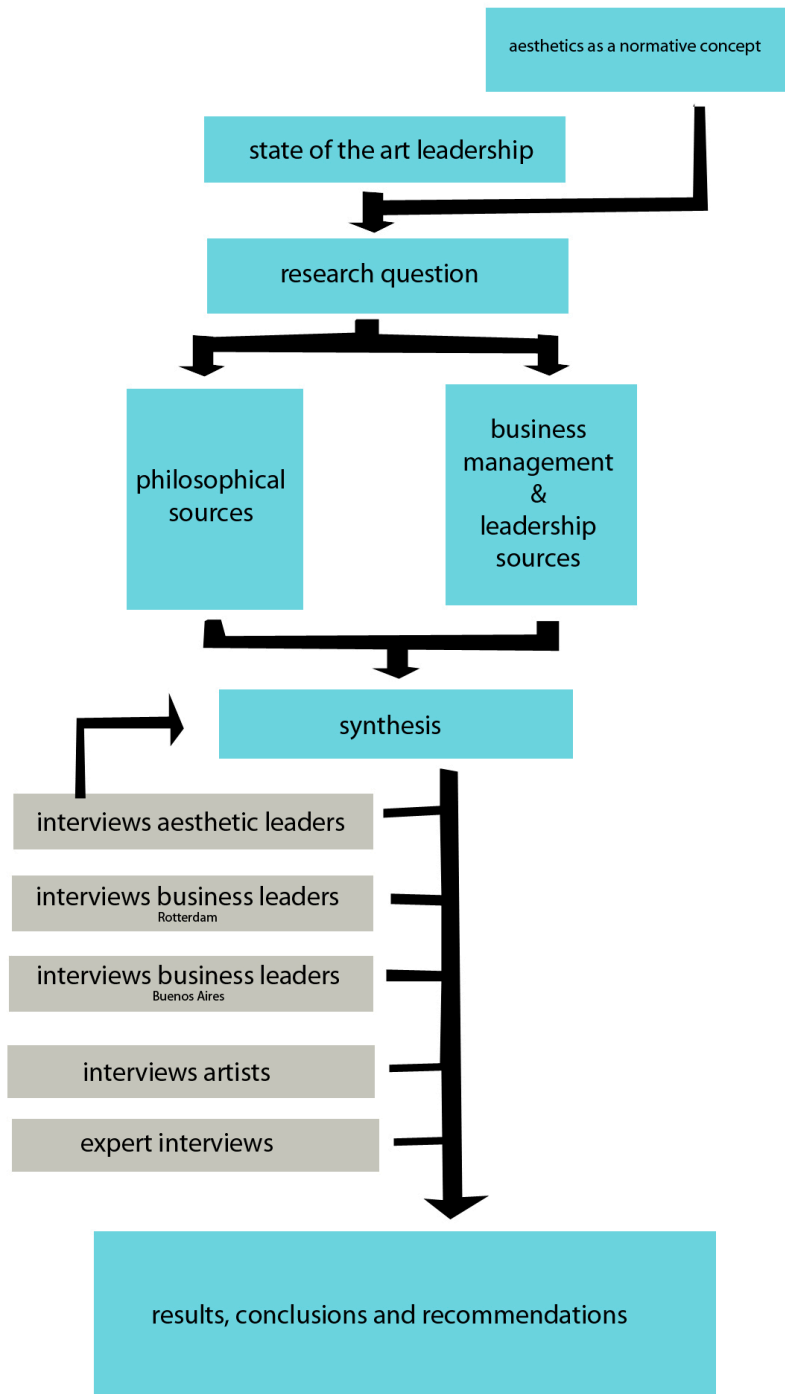 aesthetics as a normative concept
state of the art leadership
research question
philosophical
sources
business
management
&
leadership
sources
synthesis
interviews aesthetic leaders
interviews business leaders
Rotterdam
interviews business leaders
Buenos Aires
interviews artists
expert interviews
results, conclusions and recommendations